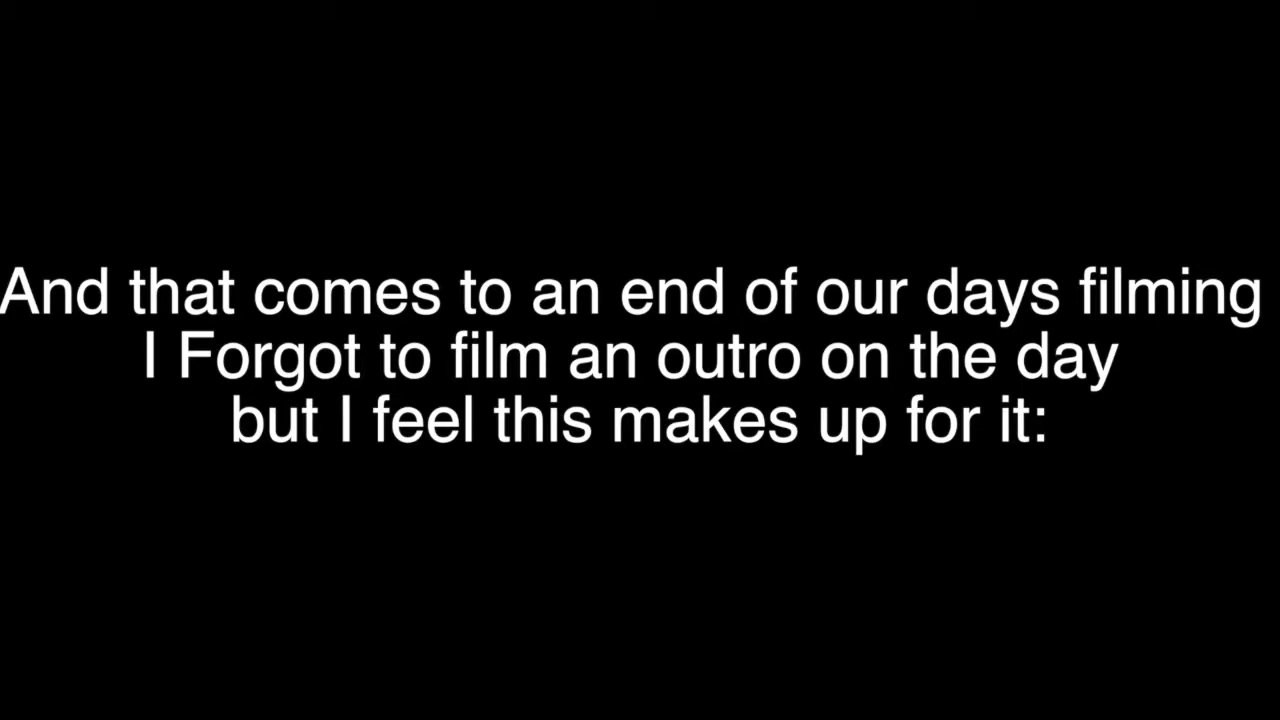 And that comes to an end of our days filming
I Forgot to film an outro on the day
but I feel this makes up for it: